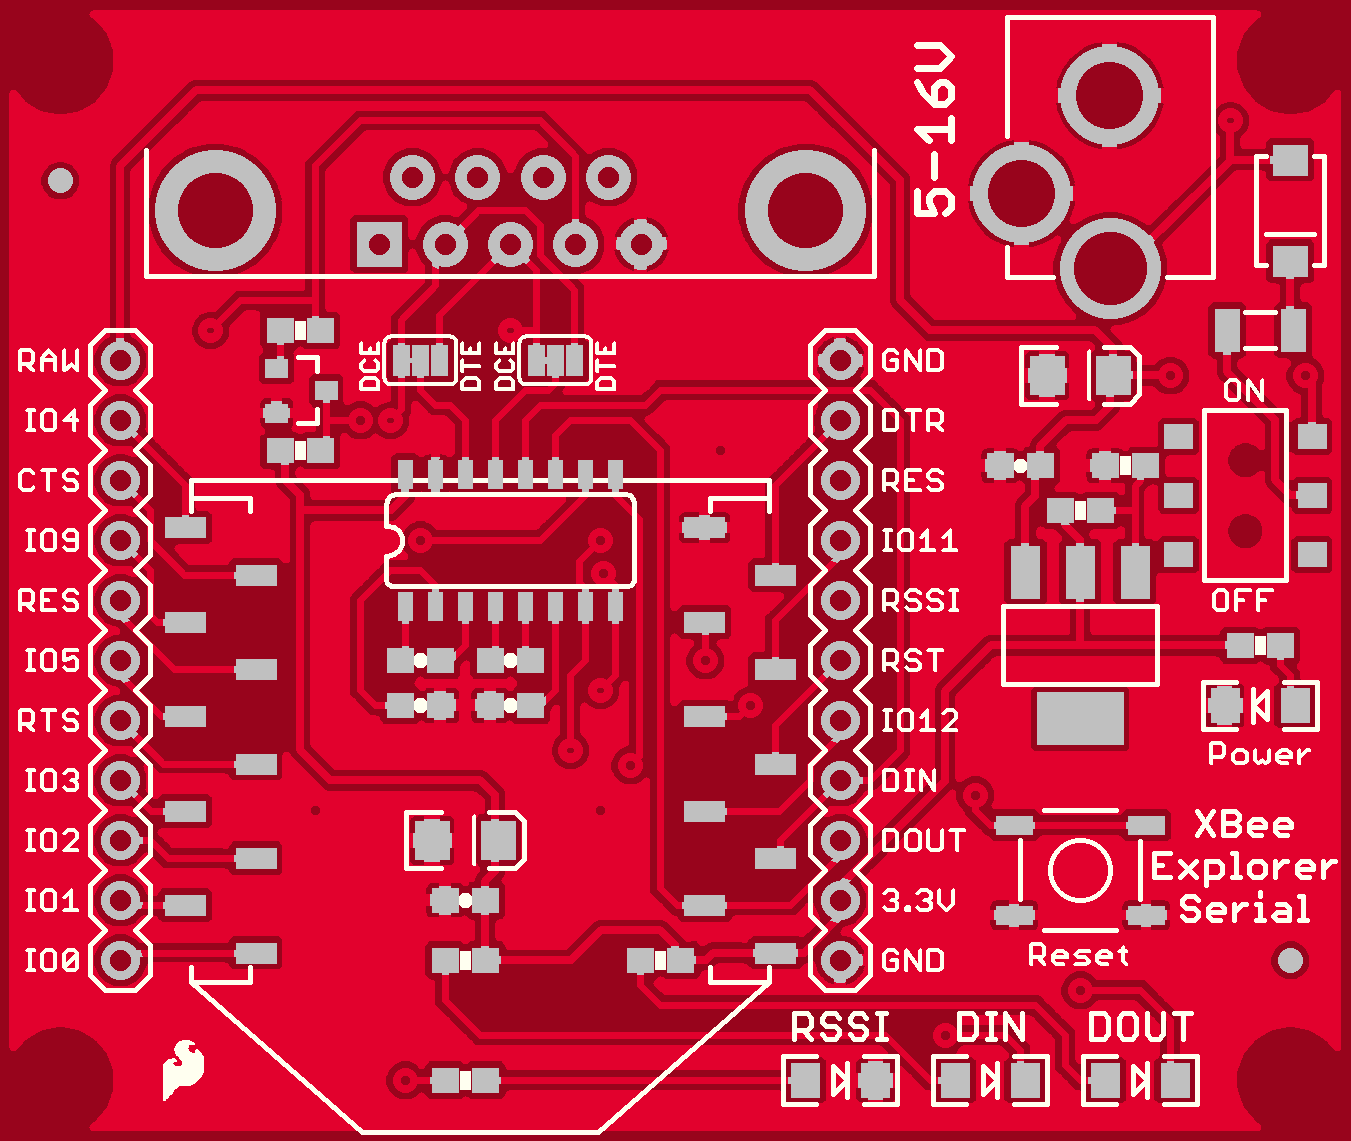 5-16V
DCE
DTE
DCE
DTE
RAW
IO4
CTS
IO9
RES
IO5
RTS
IO3
IO2
IO1
IO0
GND
DTR
RES
IO11
RSSI
RST
IO12
DIN
DOUT
3.3V
GND
ON
OFF
Power
XBee
Explorer
Serial
Reset
RSSI
DIN
DOUT